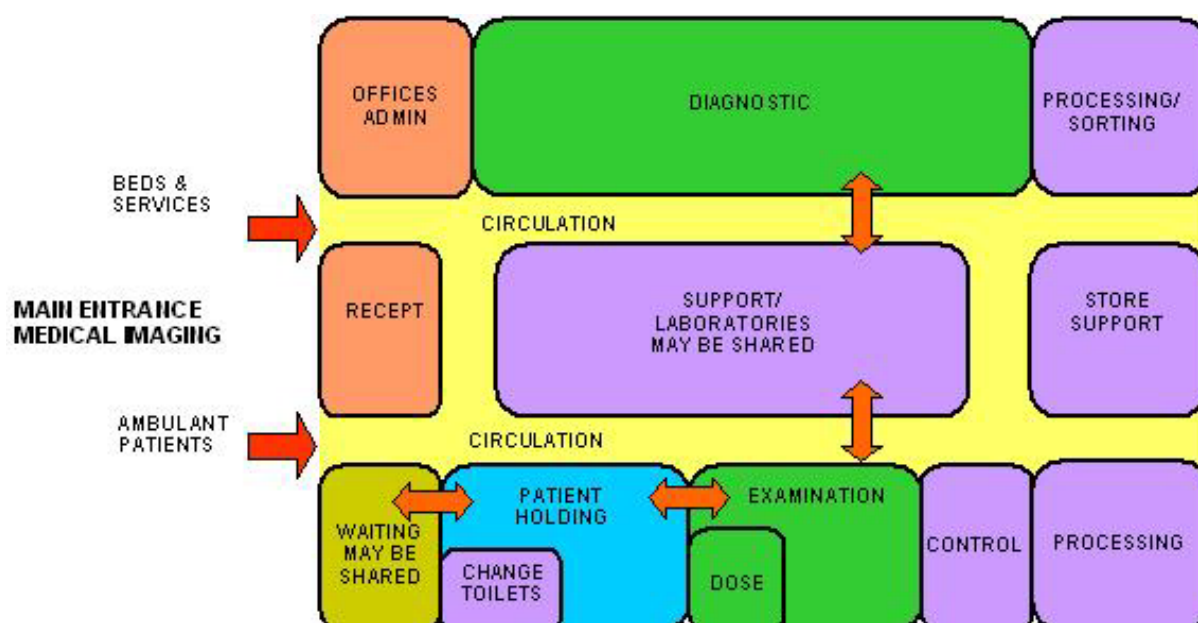 OFFICES
ADMIN
DIAGNOSTIC
PROCESSING/
SORTING
BEDS &
SERVICES
CIRCULATION
MAIN ENTRANCE
MEDICAL IMAGING
RECEPT
SUPPORT/
LABORATORIES
MAY BE SHARED
STORE
SUPPORT
AMBULANT
PATIENTS
CIRCULATION
WAITING
MAY BE
SHARED
PATIENT
HOLDING
CHANGE
TOILETS
EXAMINATION
DOSE
CONTROL
PROCESSING